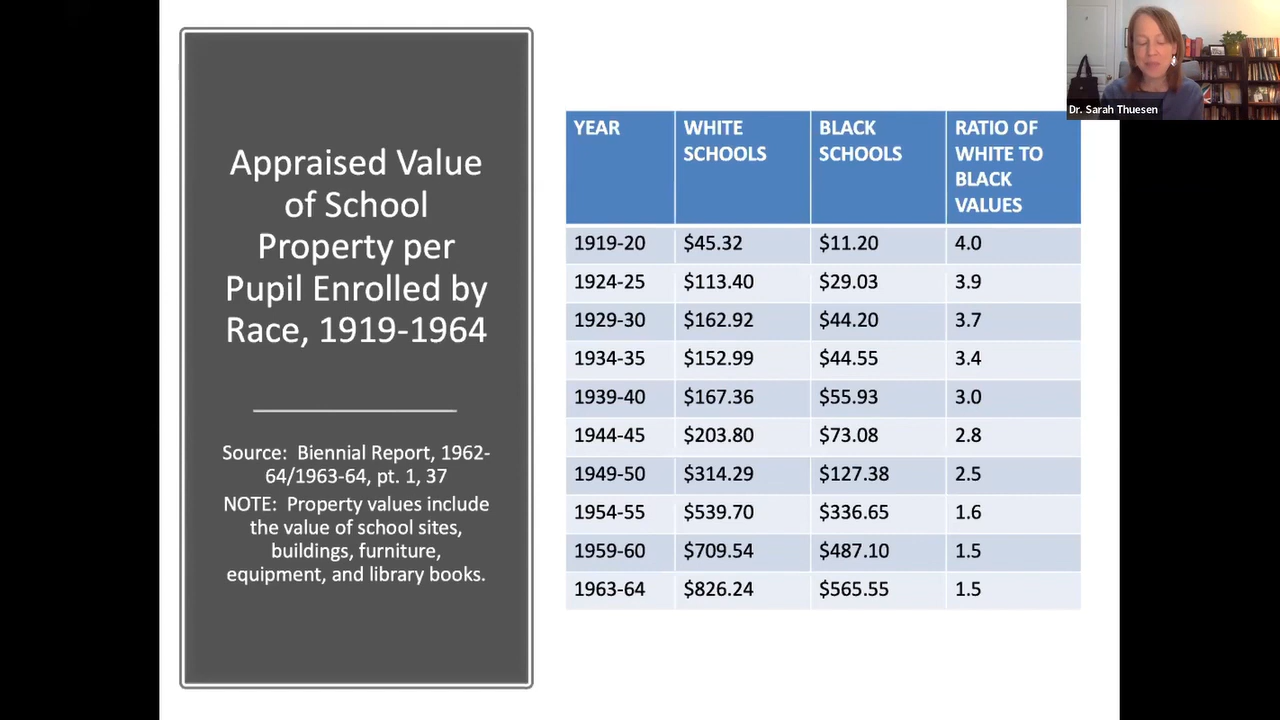 Appraised Value
of School
Property per
Pupil Enrolled by
Race, 1919-1964
Source: Biennial Report, 1962-
64/1963-64, pt. 1, 37
NOTE: Property values include
the value of school sites,
buildings, furniture,
equipment, and library books.
YEAR WHITE SCHOOLS BLACK SCHOOLS RATIO OF WHITE TO BLACK VALUES
1919-20 $45.32 $11.20 4.0
1924-25 $113.40 $29.03 3.9
1929-30 $162.92 $44.20 3.7
1934-35 $152.99 $44.55 3.4
1939-40 $167.36 $55.93 3.0
1944-45 $203.80 $73.08 2.8
1949-50 $314.29 $127.38 2.5
1954-55 $539.70 $336.65 1.6
1959-60 $709.54 $487.10 1.5
1963-64 $826.24 $565.55 1.5
Dr. Sarah Thuesen